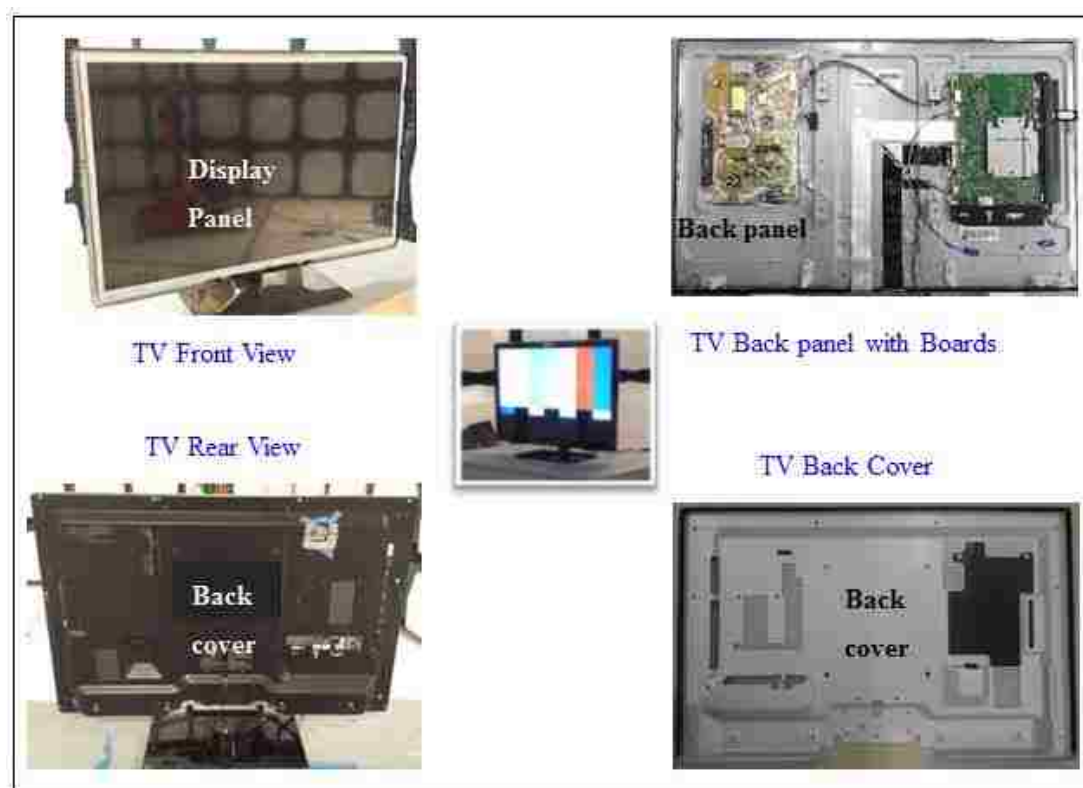 Display
Panel
Back panel
TV Front View
TV Back panel with Boards
TV Rear View
TV Back Cover
Back
cover
Back
cover